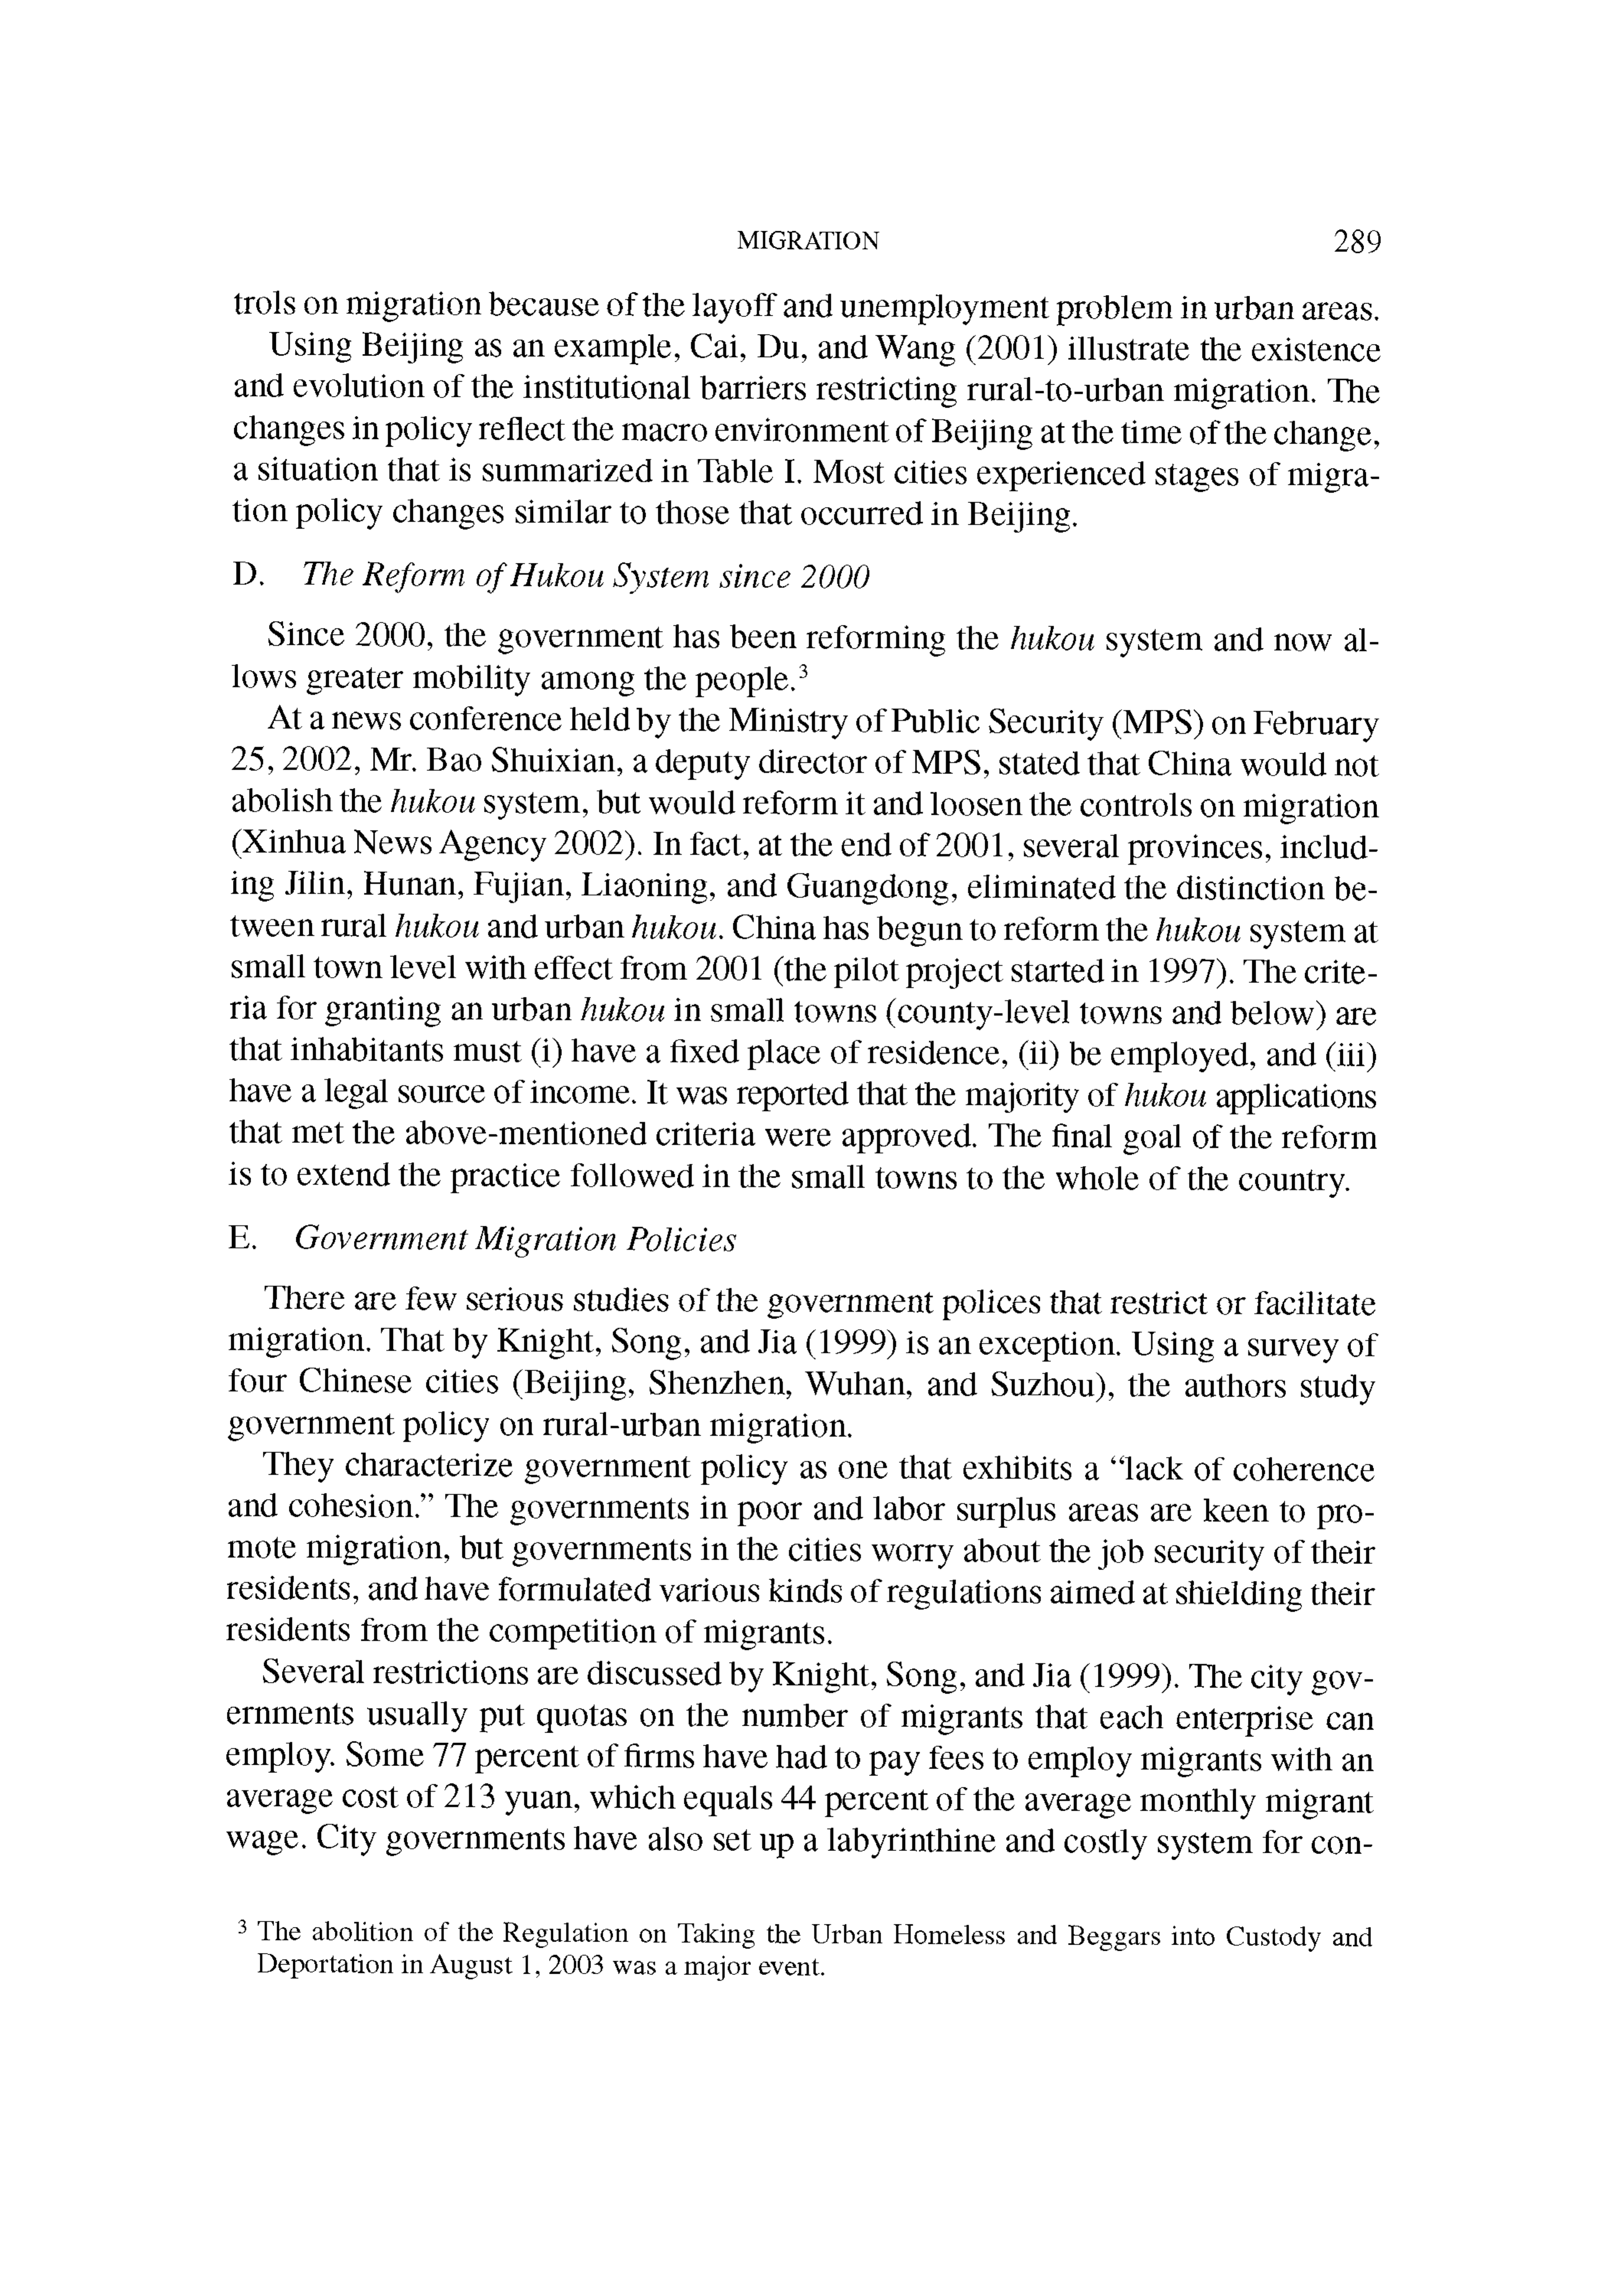 MIGRATION 289
trols on migration because of the layoff and unemployment problem in urban areas.
Using Beijing as an example, Cai, Du, and Wang (2001) illustrate the existence
and evolution of the institutional barriers restricting rural-to-urban migration. The
changes in policy reflect the macro environment of Beijing at the time of the change,
a situation that is summarized in Table I. Most cities experienced stages of migra-
tion policy changes similar to those that occurred in Beijing.
D. The Reform of Hukou System since 2000
Since 2000, the government has been reforming the hukou system and now al-
lows greater mobility among the people.³
At a news conference held by the Ministry of Public Security (MPS) on February
25, 2002, Mr. Bao Shuixian, a deputy director of MPS, stated that China would not
abolish the hukou system, but would reform it and loosen the controls on migration
(Xinhua News Agency 2002). In fact, at the end of 2001, several provinces, includ-
ing Jilin, Hunan, Fujian, Liaoning, and Guangdong, eliminated the distinction be-
tween rural hukou and urban hukou. China has begun to reform the hukou system at
small town level with effect from 2001 (the pilot project started in 1997). The crite-
ria for granting an urban hukou in small towns (county-level towns and below) are
that inhabitants must (i) have a fixed place of residence, (ii) be employed, and (iii)
have a legal source of income. It was reported that the majority of hukou applications
that met the above-mentioned criteria were approved. The final goal of the reform
is to extend the practice followed in the small towns to the whole of the country.
E. Government Migration Policies
There are few serious studies of the government polices that restrict or facilitate
migration. That by Knight, Song, and Jia (1999) is an exception. Using a survey of
four Chinese cities (Beijing, Shenzhen, Wuhan, and Suzhou), the authors study
government policy on rural-urban migration.
They characterize government policy as one that exhibits a “lack of coherence
and cohesion.” The governments in poor and labor surplus areas are keen to pro-
mote migration, but governments in the cities worry about the job security of their
residents, and have formulated various kinds of regulations aimed at shielding their
residents from the competition of migrants.
Several restrictions are discussed by Knight, Song, and Jia (1999). The city gov-
ernments usually put quotas on the number of migrants that each enterprise can
employ. Some 77 percent of firms have had to pay fees to employ migrants with an
average cost of 213 yuan, which equals 44 percent of the average monthly migrant
wage. City governments have also set up a labyrinthine and costly system for con-
³ The abolition of the Regulation on Taking the Urban Homeless and Beggars into Custody and
Deportation in August 1, 2003 was a major event.